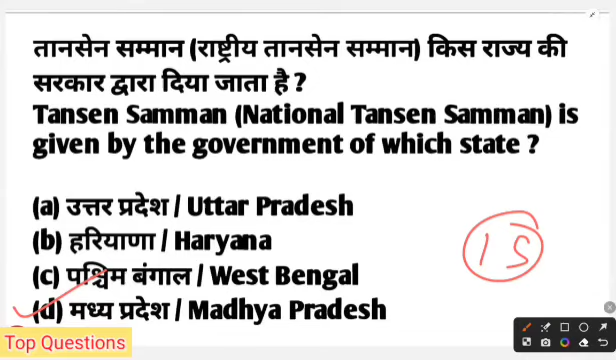 तानसेन सम्मान (राष्ट्रीय तानसेन सम्मान) किस राज्य की
सरकार द्वारा दिया जाता है ?
Tansen Samman (National Tansen Samman) is
given by the government of which state ?
(a) उत्तर प्रदेश / Uttar Pradesh
(b) हरियाणा / Haryana
(c) पश्चिम बंगाल / West Bengal
(d) मध्य प्रदेश / Madhya Pradesh
15
Top Questions